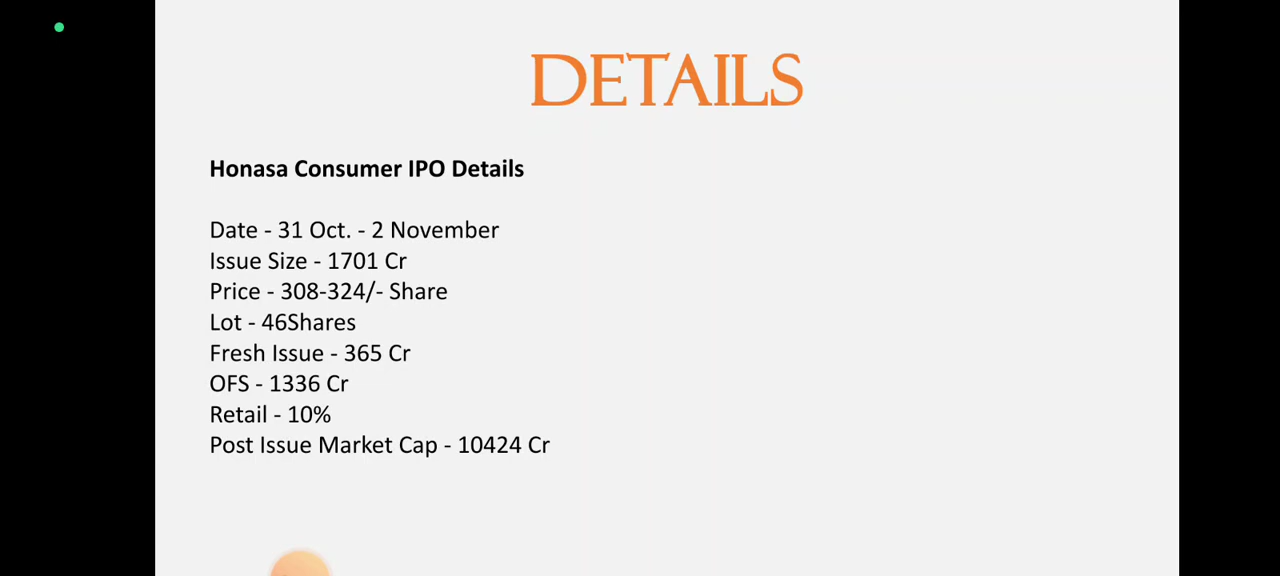 DETAILS
Honasa Consumer IPO Details
Date - 31 Oct. - 2 November
Issue Size - 1701 Cr
Price - 308-324/- Share
Lot - 46Shares
Fresh Issue - 365 Cr
OFS - 1336 Cr
Retail - 10%
Post Issue Market Cap - 10424 Cr